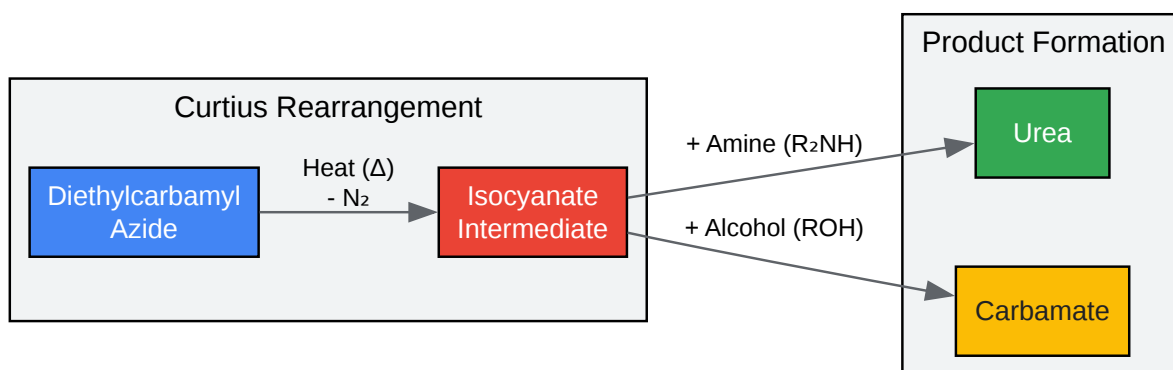 Product Formation
Curtius Rearrangement
Diethylcarbamyl
Azide
Heat (Δ)
- N₂
Isocyanate
Intermediate
+ Amine (R₂NH)
+ Alcohol (ROH)
Urea
Carbamate